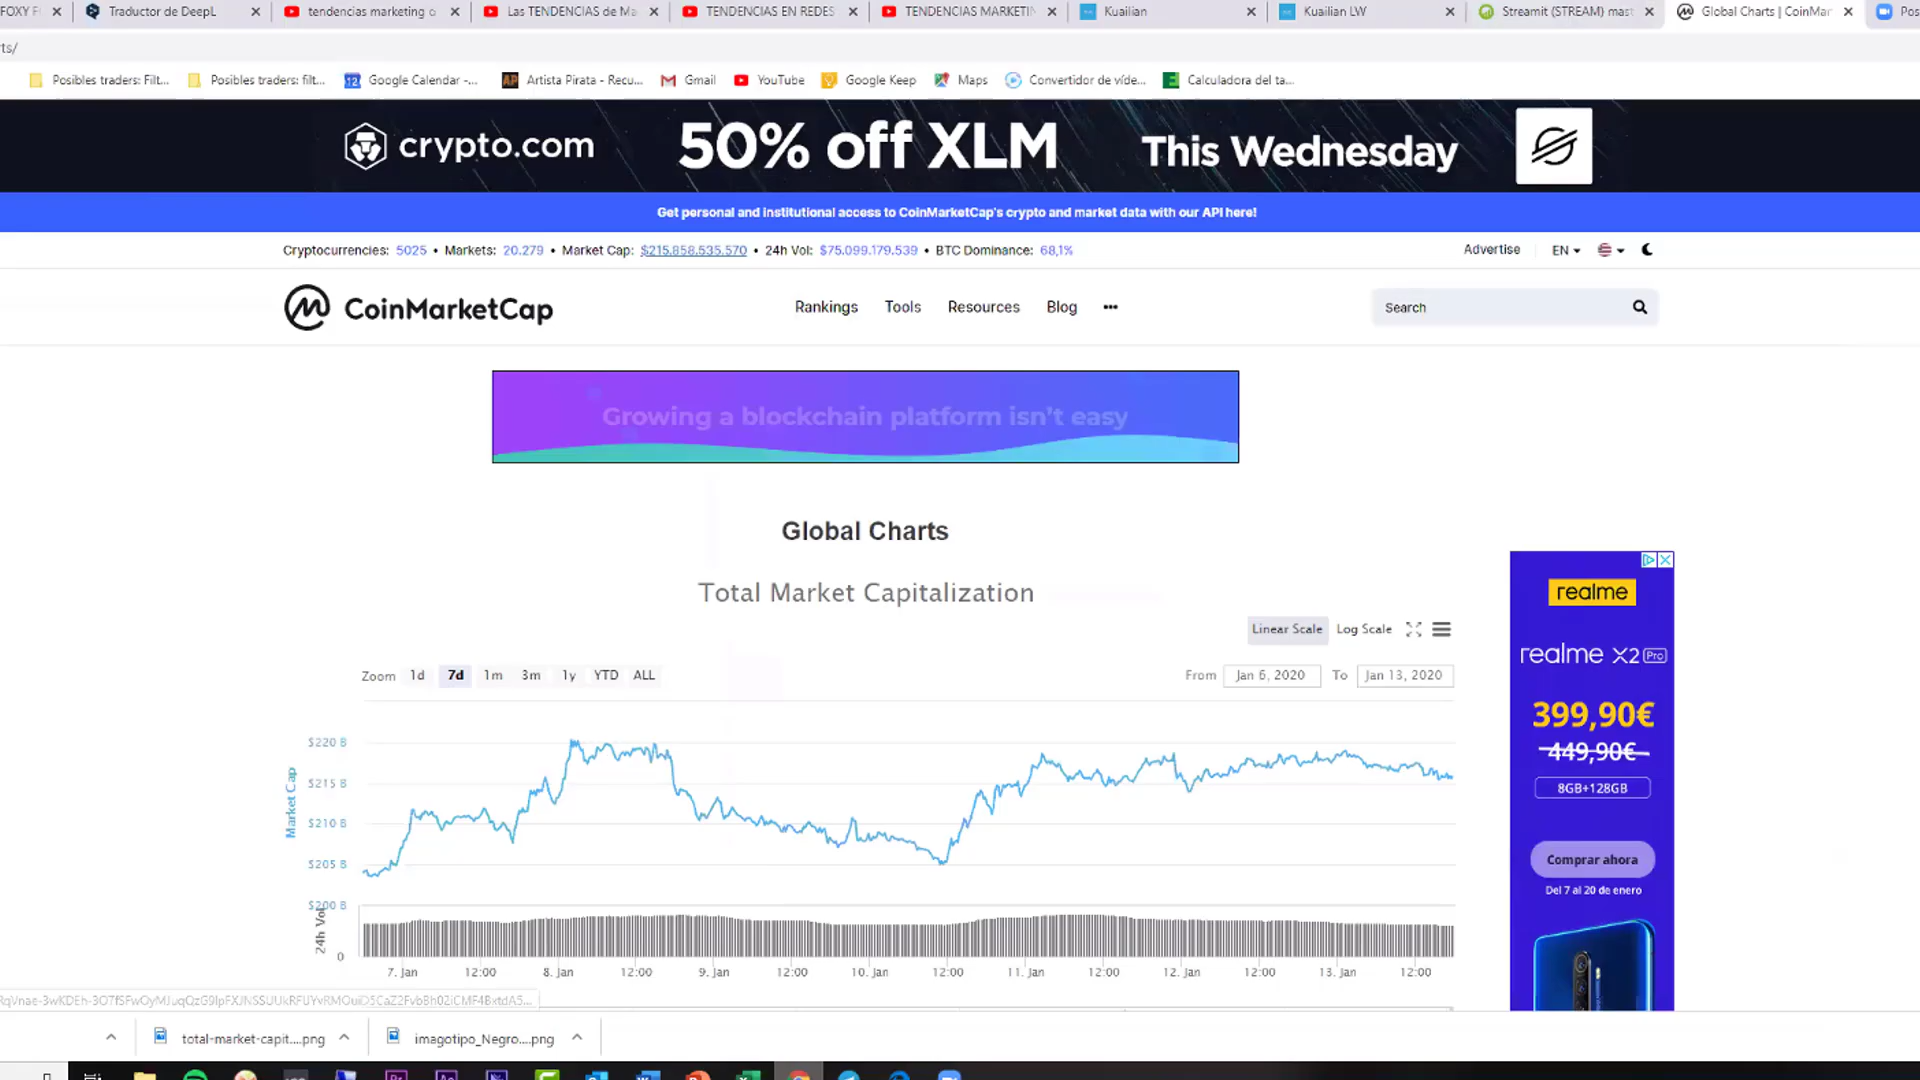 FOXY F
Traductor de DeepL
tendencias marketing o
Las TENDENCIAS de Ma
TENDENCIAS EN REDES
TENDENCIAS MARKETIN
Kuailian
Kuailian LW
Streamit (STREAM) mast
Global Charts | CoinMar
Pos
ts/
Posibles traders: Filt...
Posibles traders: filt...
Google Calendar -...
Artista Pirata - Recu...
Gmail
YouTube
Google Keep
Maps
Convertidor de víde...
Calculadora del ta...
crypto.com
50% off XLM
This Wednesday
Get personal and institutional access to CoinMarketCap's crypto and market data with our API here!
Cryptocurrencies: 5025 • Markets: 20.279 • Market Cap: $215.858.535.570 • 24h Vol: $75.099.179.539 • BTC Dominance: 68,1%
Advertise
EN
CoinMarketCap
Rankings
Tools
Resources
Blog
Search
Growing a blockchain platform isn't easy
Global Charts
Total Market Capitalization
Linear Scale
Log Scale
Zoom 1d 7d 1m 3m 1y YTD ALL
From Jan 6, 2020 To Jan 13, 2020
Market Cap
$220 B
$215 B
$210 B
$205 B
$200 B
24h Vol
0
7. Jan 12:00 8. Jan 12:00 9. Jan 12:00 10. Jan 12:00 11. Jan 12:00 12. Jan 12:00 13. Jan 12:00
realme
realme X2 Pro
399,90€
449,90€
8GB+128GB
Comprar ahora
Del 7 al 20 de enero
total-market-capit....png
imagotipo_Negro....png